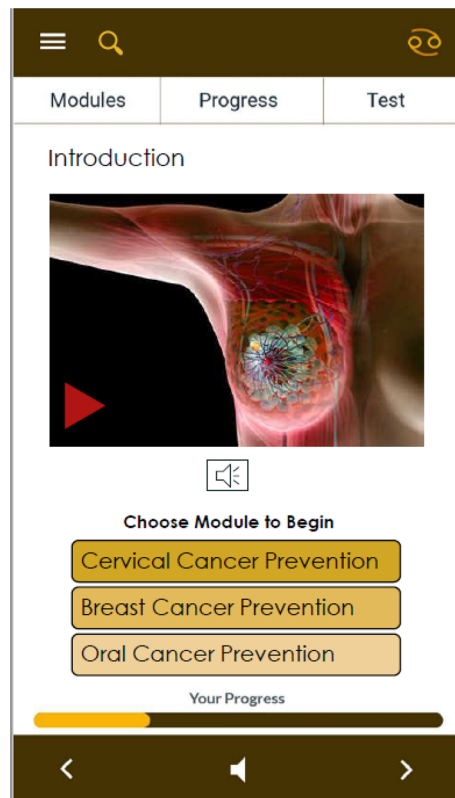 Modules Progress Test
Introduction
Choose Module to Begin
Cervical Cancer Prevention
Breast Cancer Prevention
Oral Cancer Prevention
Your Progress